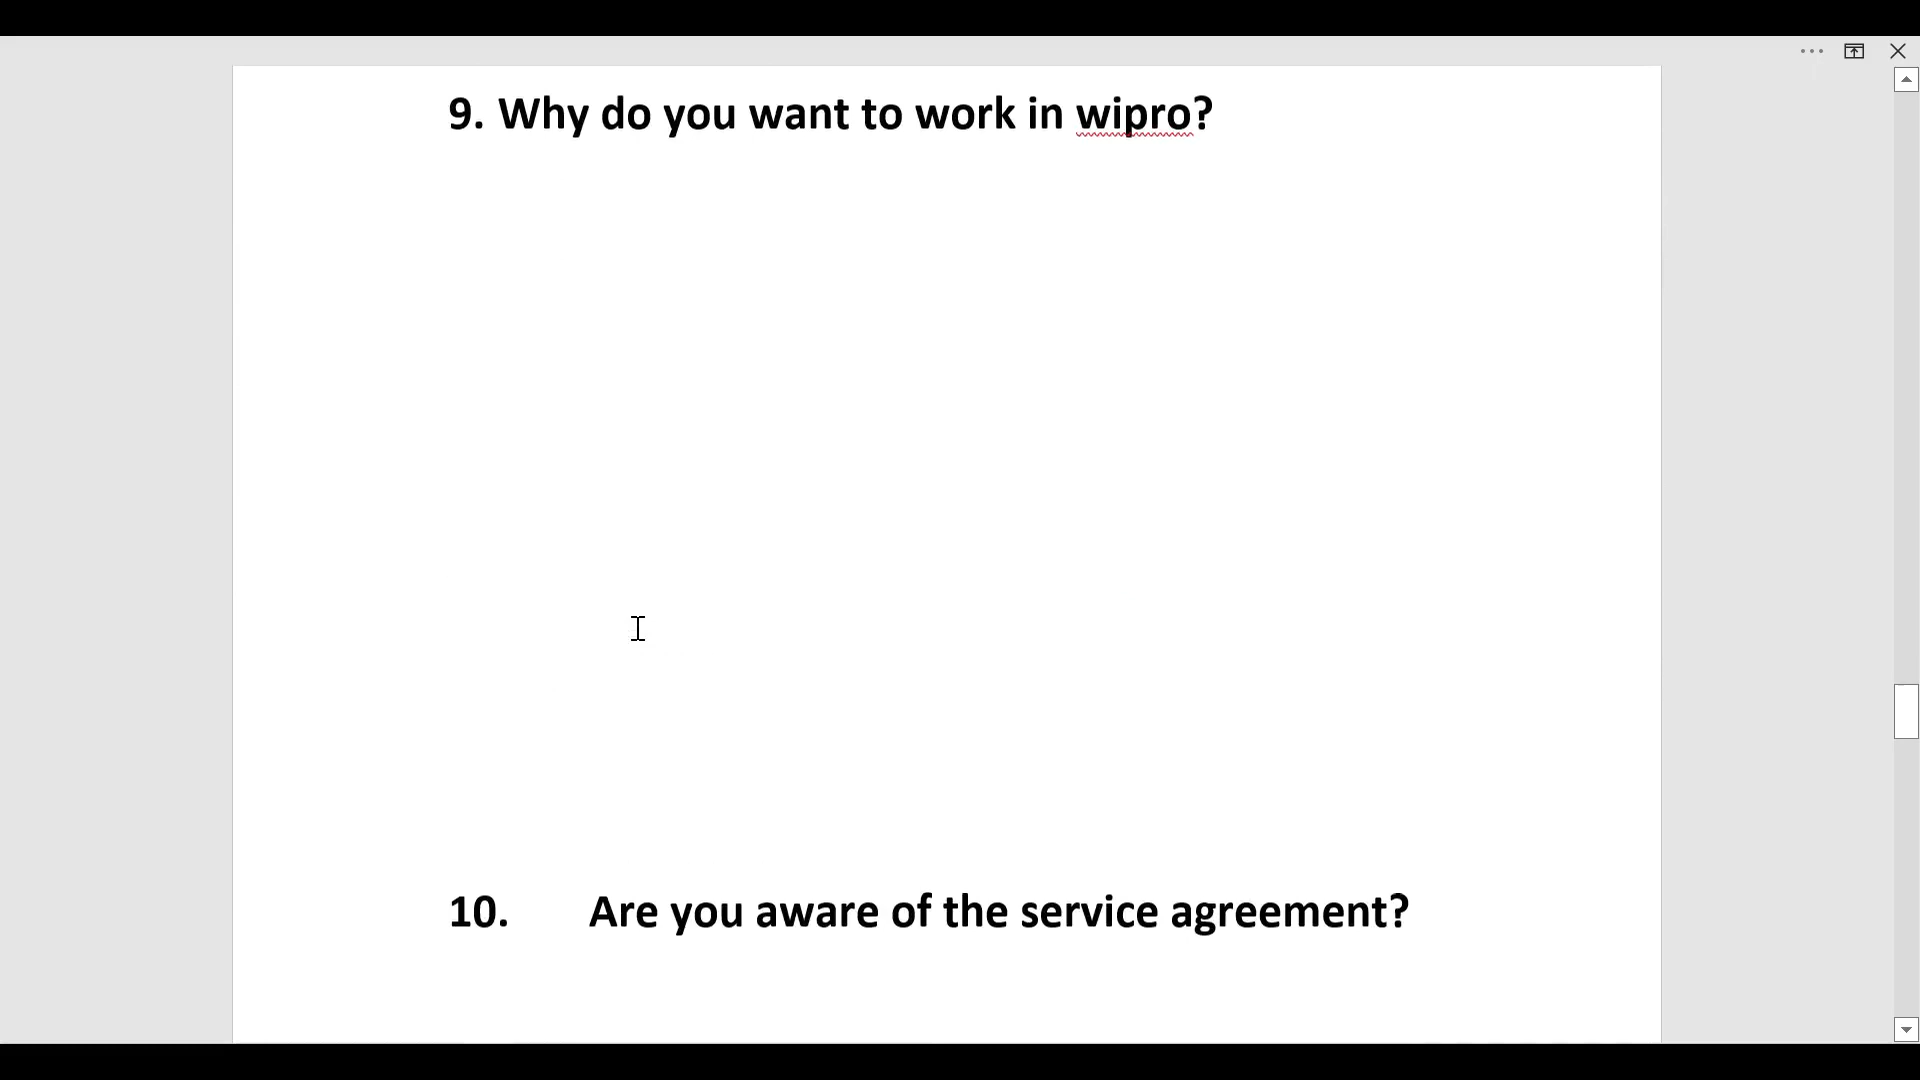 9. Why do you want to work in wipro?
10. Are you aware of the service agreement?